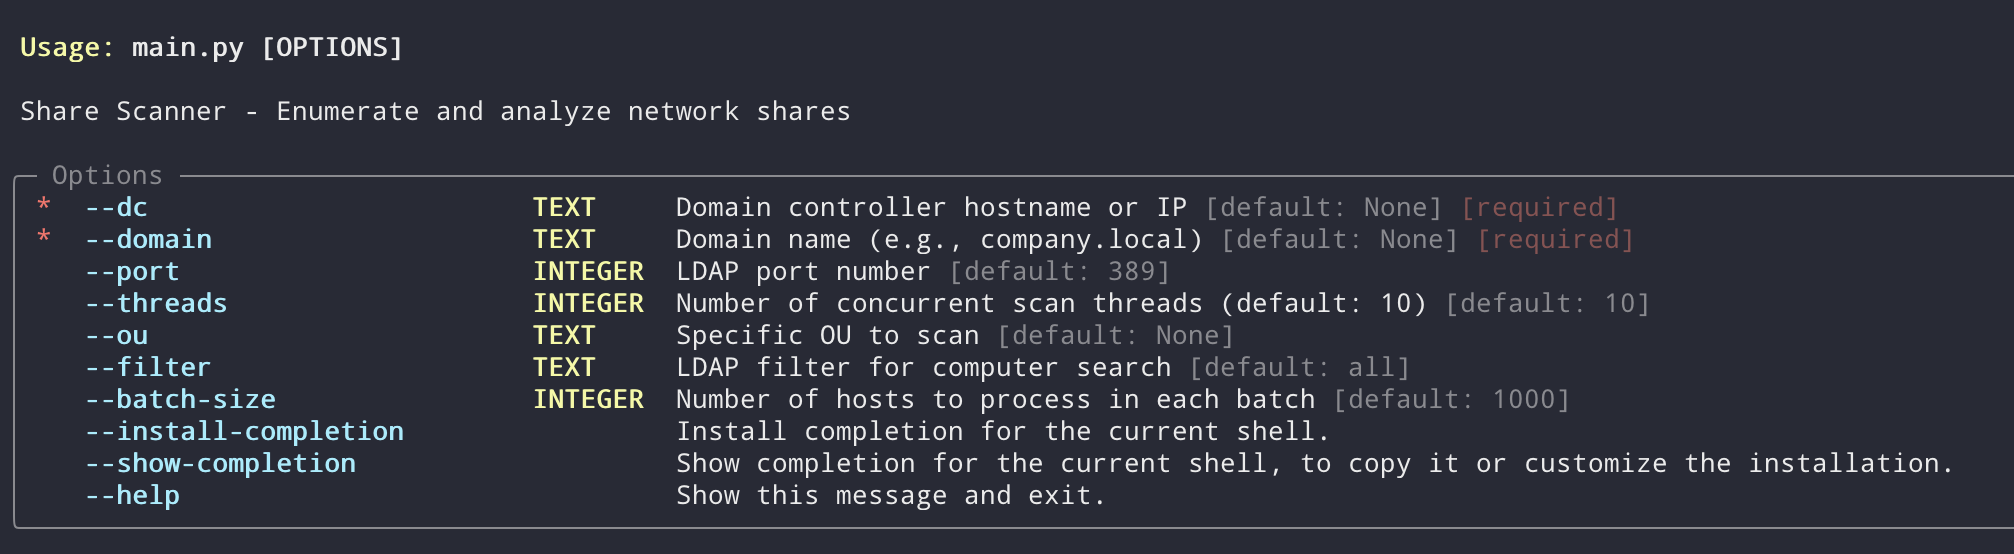 Usage: main.py [OPTIONS]
Share Scanner - Enumerate and analyze network shares
Options
* --dc TEXT Domain controller hostname or IP [default: None] [required]
* --domain TEXT Domain name (e.g., company.local) [default: None] [required]
--port INTEGER LDAP port number [default: 389]
--threads INTEGER Number of concurrent scan threads (default: 10) [default: 10]
--ou TEXT Specific OU to scan [default: None]
--filter TEXT LDAP filter for computer search [default: all]
--batch-size INTEGER Number of hosts to process in each batch [default: 1000]
--install-completion Install completion for the current shell.
--show-completion Show completion for the current shell, to copy it or customize the installation.
--help Show this message and exit.